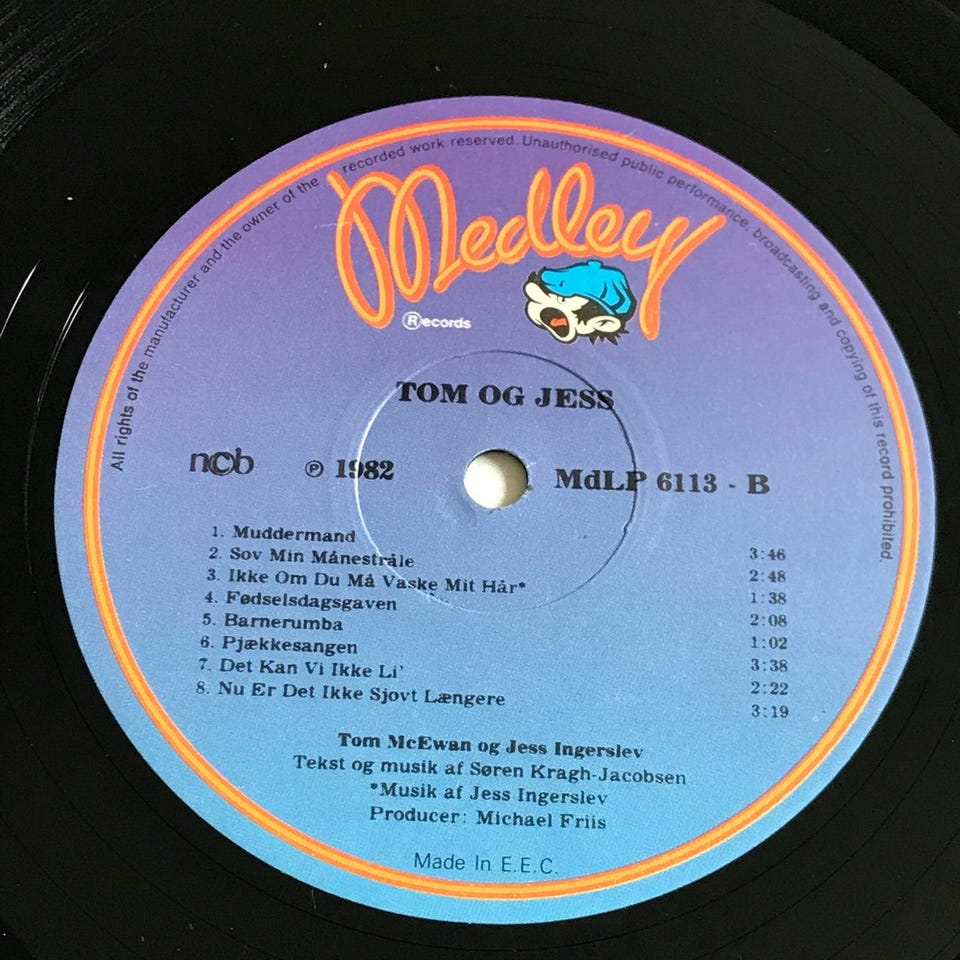 All rights of the manufacturer and the owner of the recorded work reserved. Unauthorised public performance, broadcasting and copying of this record prohibited.
Medley
Ⓡecords
TOM OG JESS
ncb ℗ 1982 MdLP 6113 - B
1. Muddermand 3:46
2. Sov Min Månestråle 2:48
3. Ikke Om Du Må Vaske Mit Hår* 1:38
4. Fødselsdagsgaven 2:08
5. Barnerumba 1:02
6. Pjækkesangen 3:38
7. Det Kan Vi Ikke Li' 2:22
8. Nu Er Det Ikke Sjovt Længere 3:19
Tom McEwan og Jess Ingerslev
Tekst og musik af Søren Kragh-Jacobsen
*Musik af Jess Ingerslev
Producer: Michael Friis
Made In E.E.C.